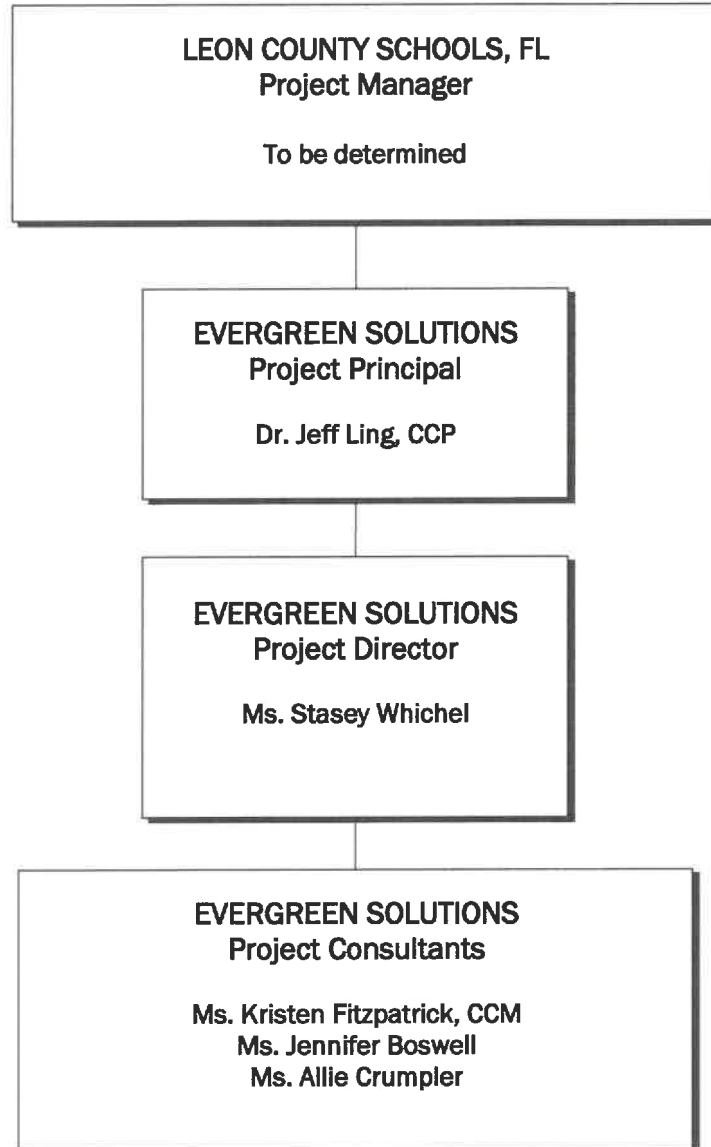 LEON COUNTY SCHOOLS, FL
Project Manager
To be determined
EVERGREEN SOLUTIONS
Project Principal
Dr. Jeff Ling, CCP
EVERGREEN SOLUTIONS
Project Director
Ms. Stasey Whichel
EVERGREEN SOLUTIONS
Project Consultants
Ms. Kristen Fitzpatrick, CCM
Ms. Jennifer Boswell
Ms. Allie Crumpler